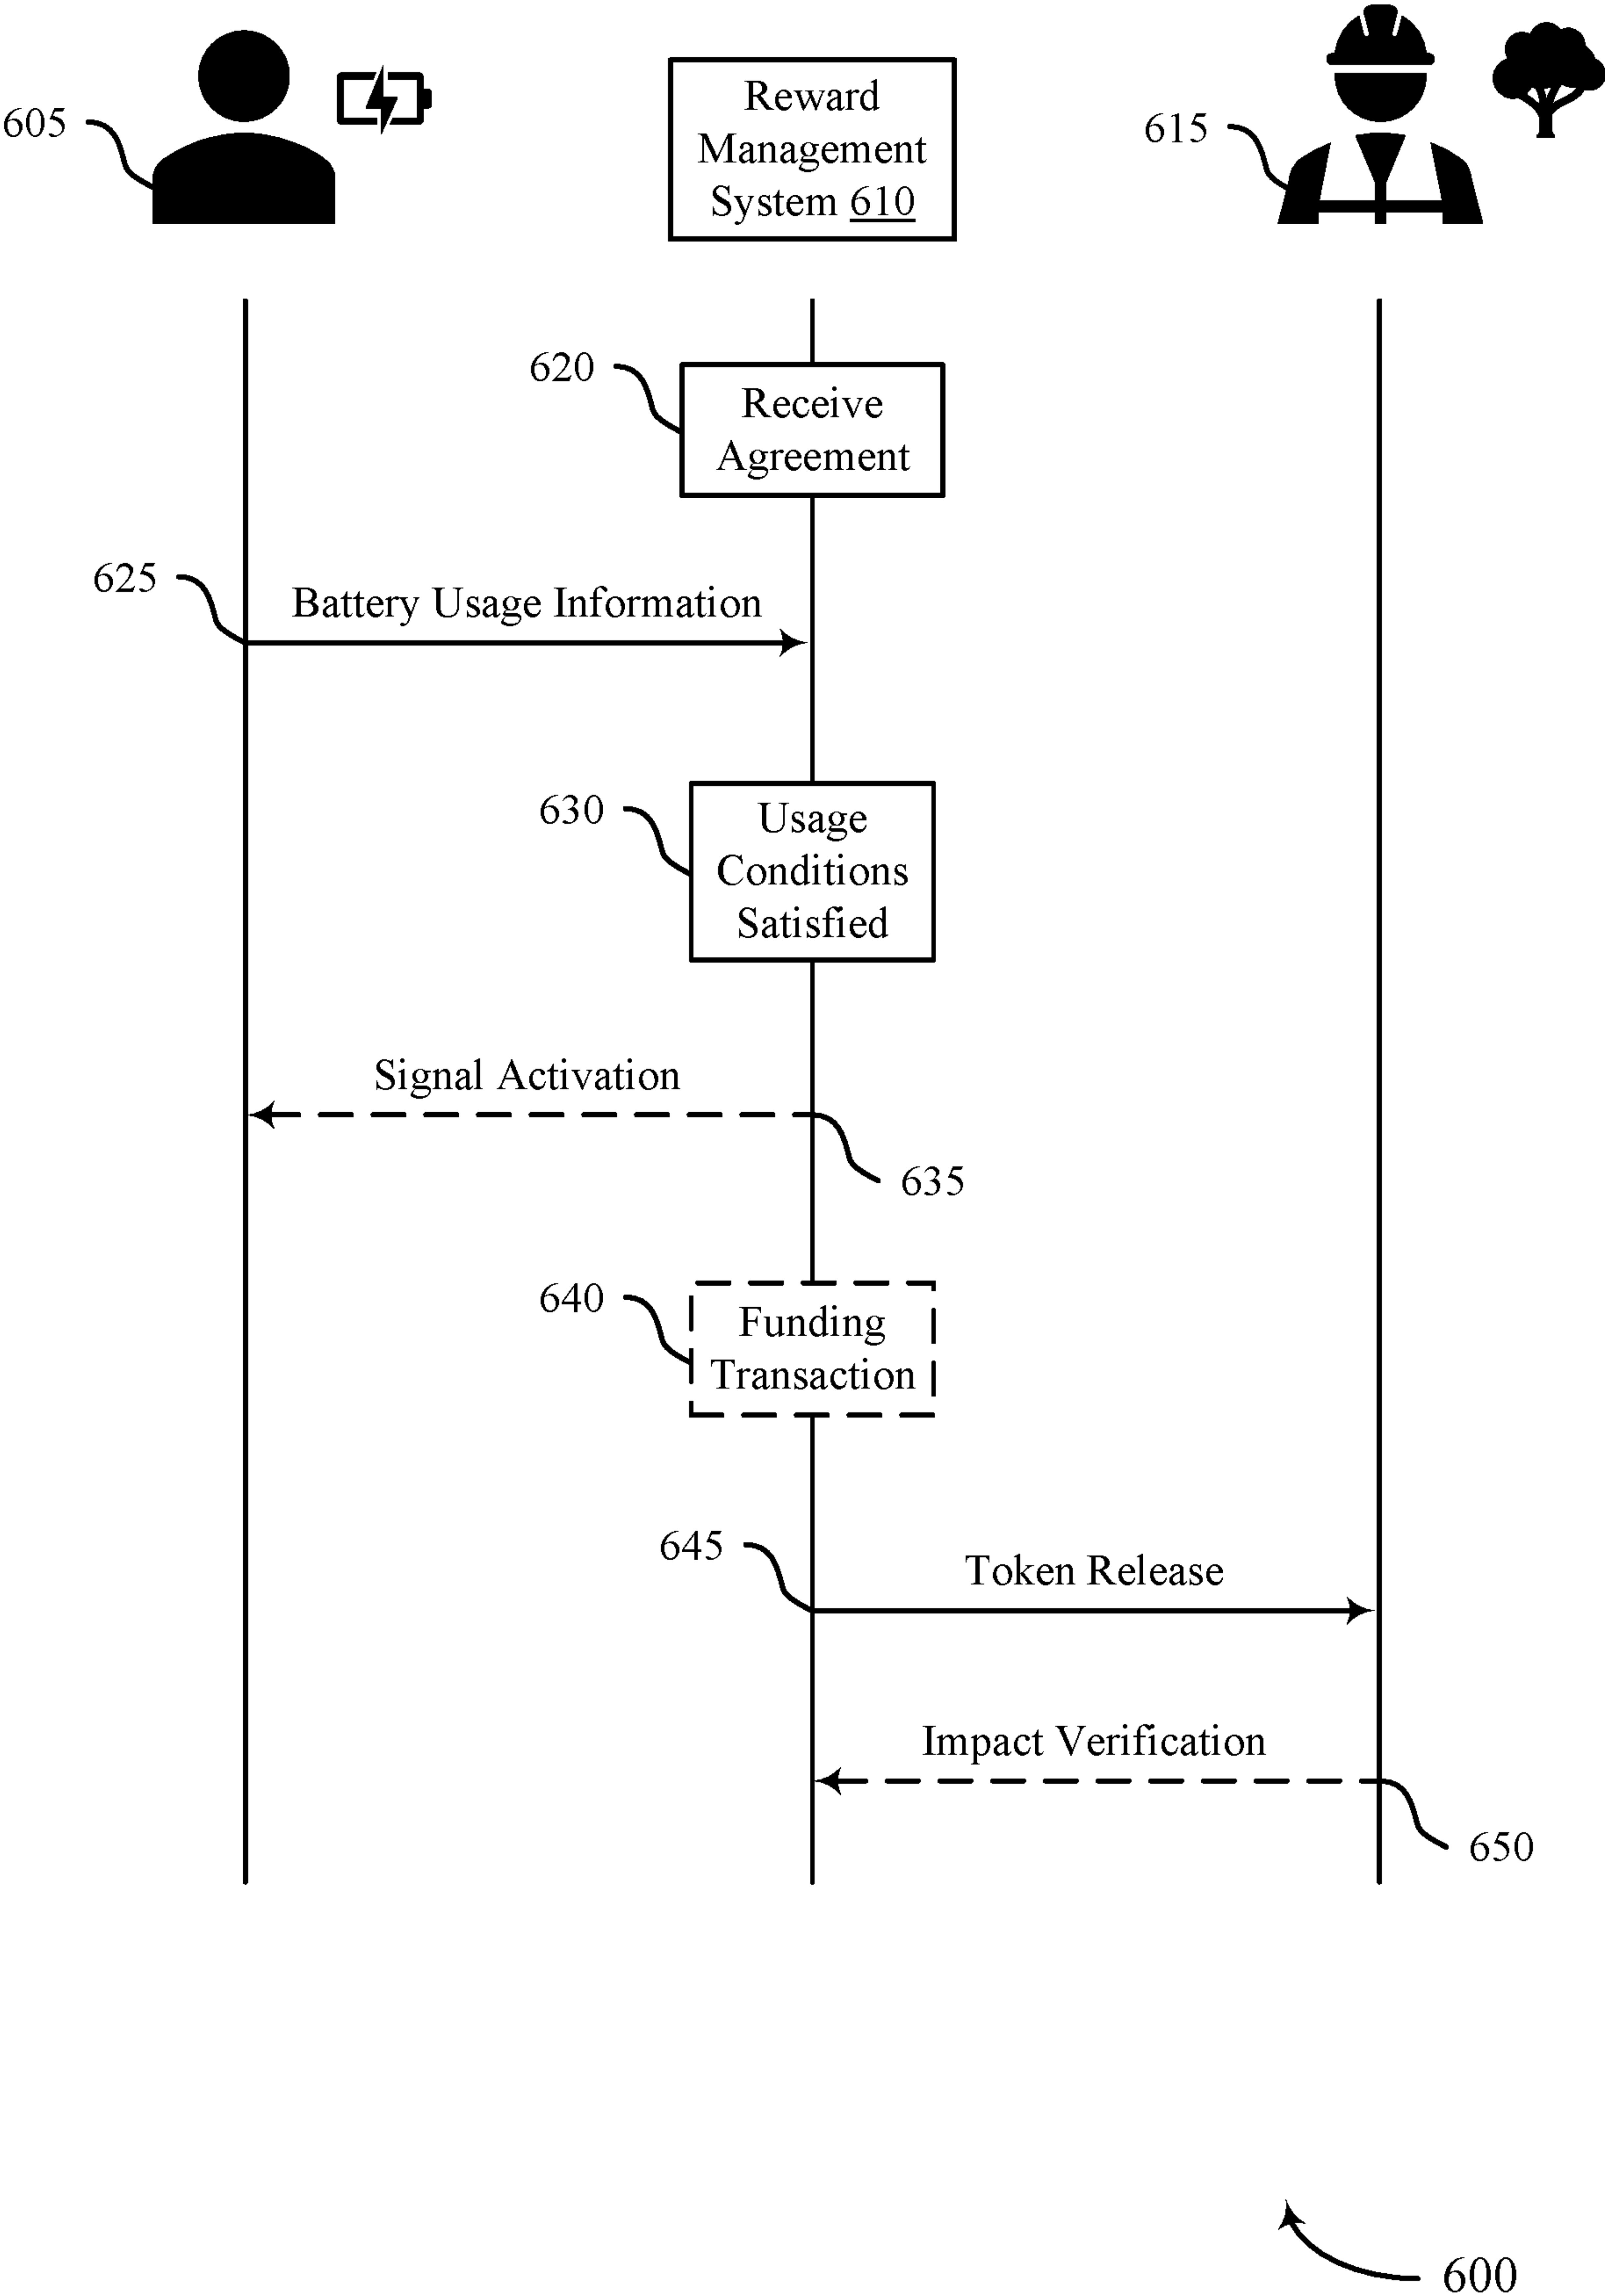 605
Reward
Management
System 610
615
620
Receive
Agreement
625
Battery Usage Information
630
Usage
Conditions
Satisfied
Signal Activation
635
640
Funding
Transaction
645
Token Release
Impact Verification
650
600